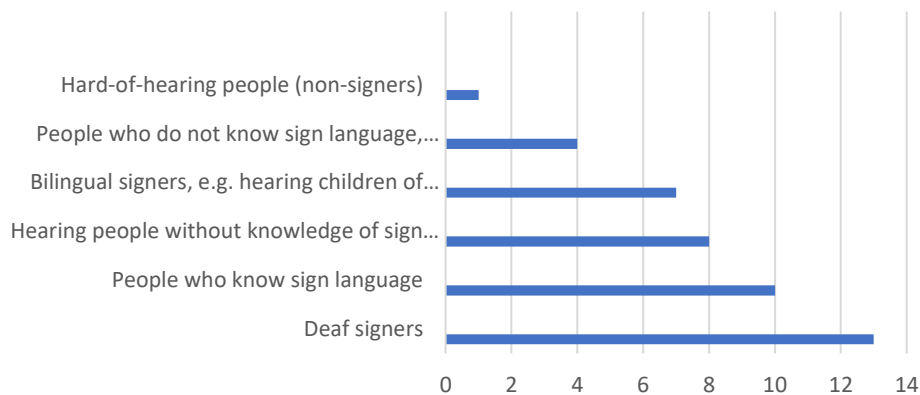 Hard-of-hearing people (non-signers)
People who do not know sign language,...
Bilingual signers, e.g. hearing children of...
Hearing people without knowledge of sign...
People who know sign language
Deaf signers
0 2 4 6 8 10 12 14